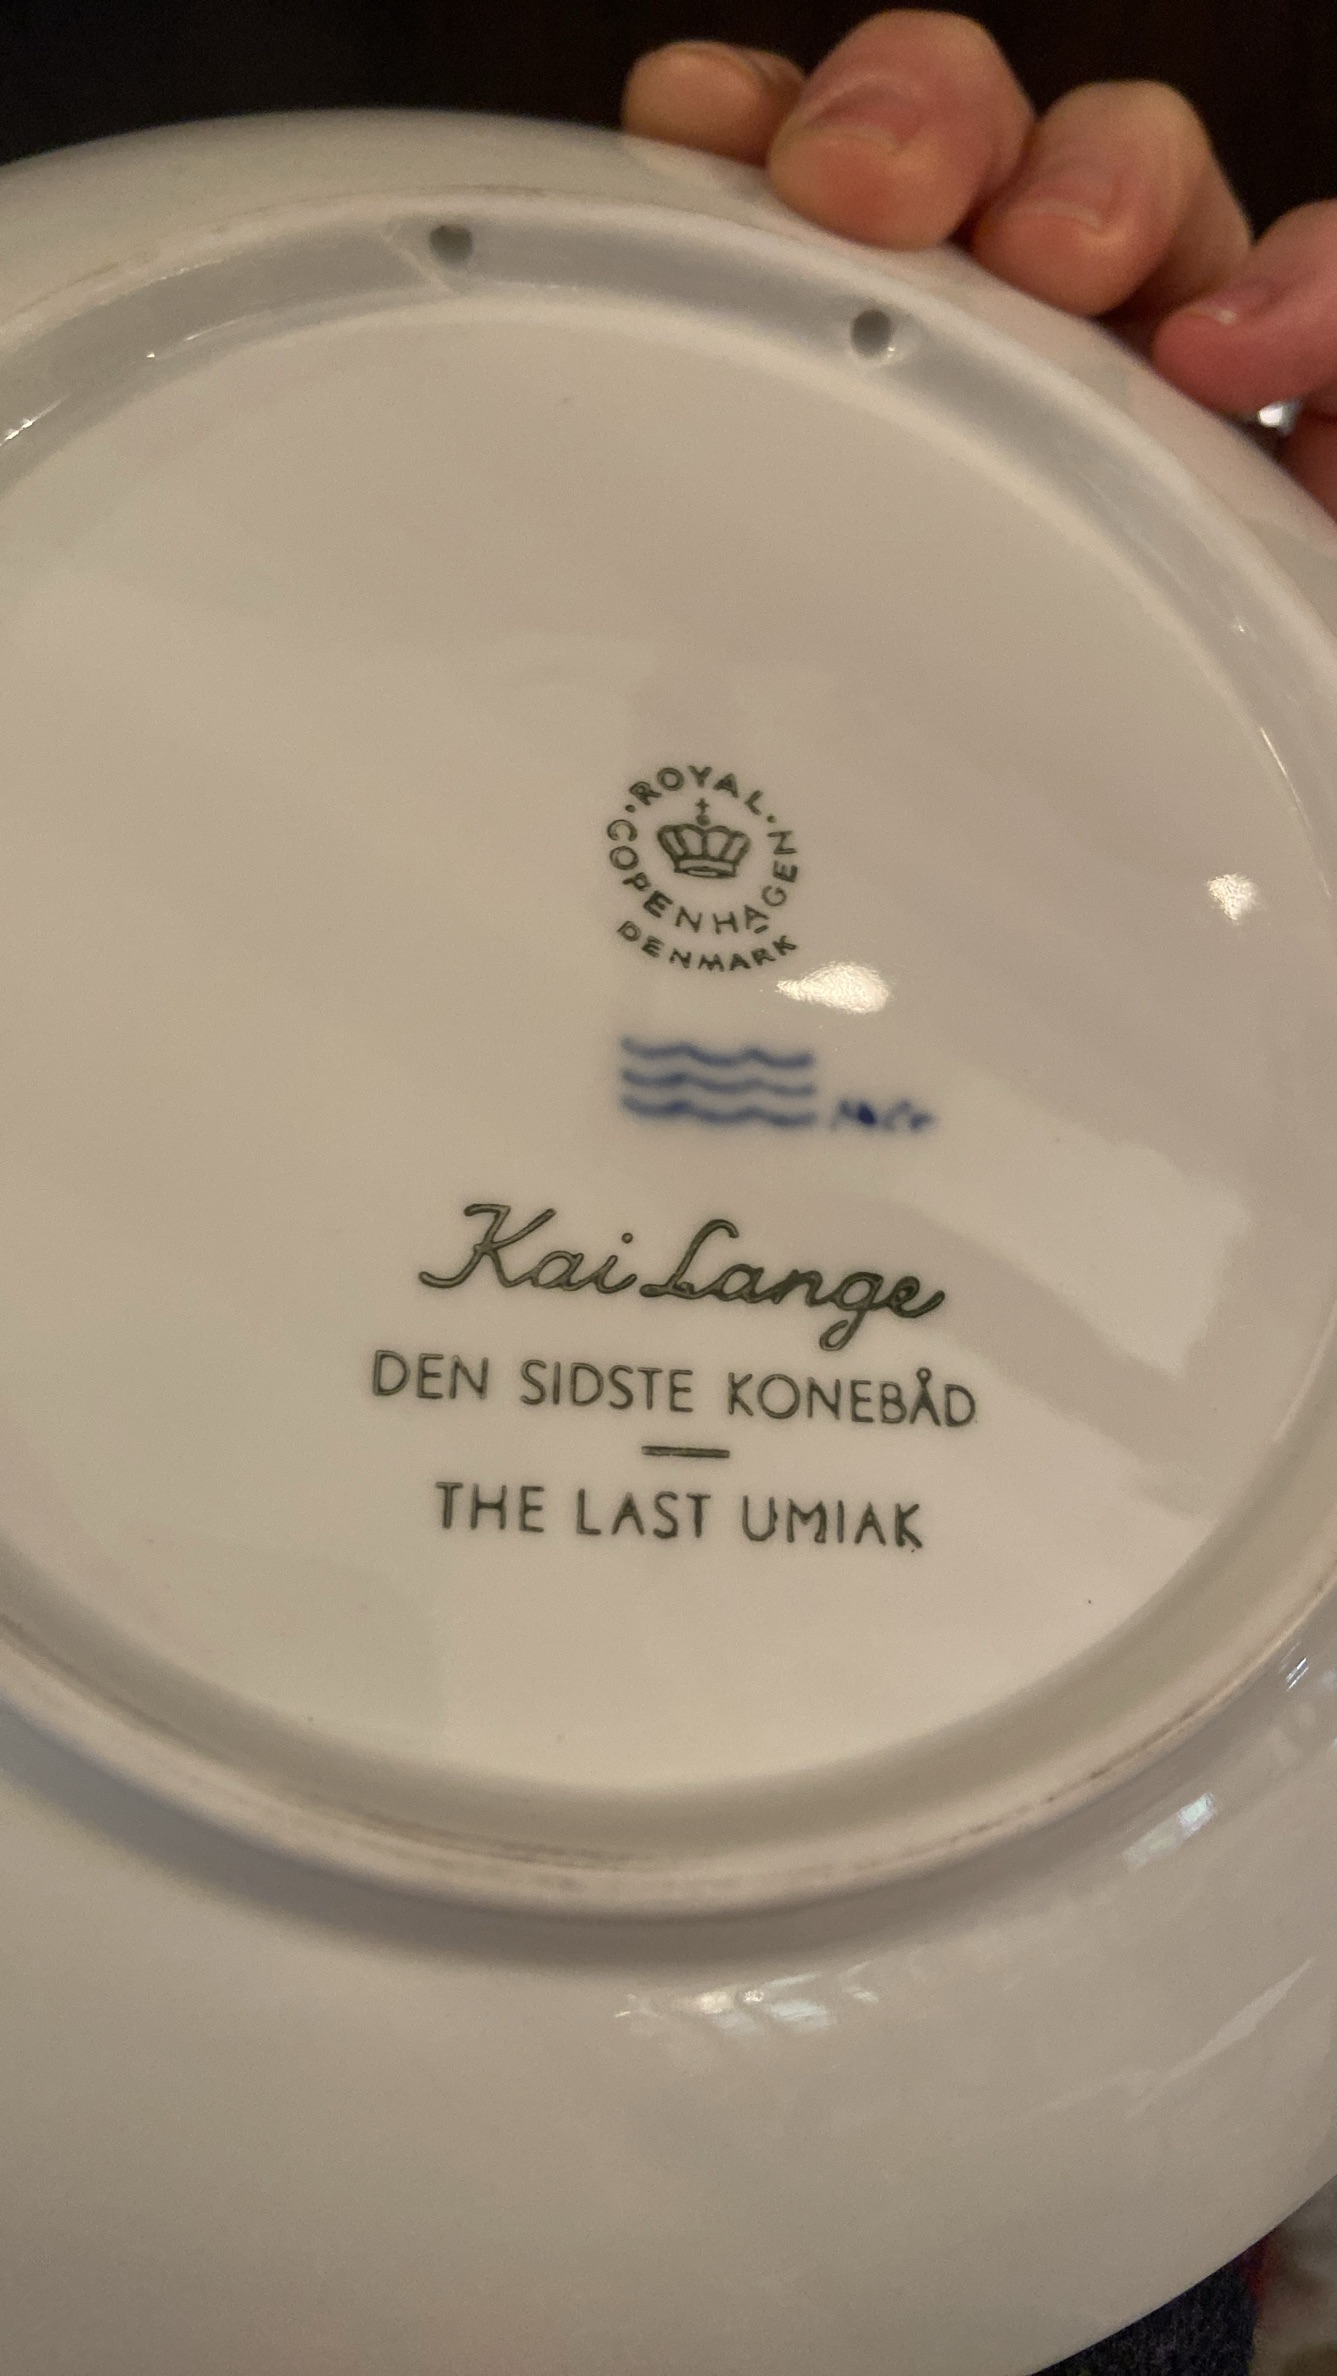 ROYAL
COPENHAGEN
DENMARK
Kai Lange
DEN SIDSTE KONEBÅD
THE LAST UMIAK